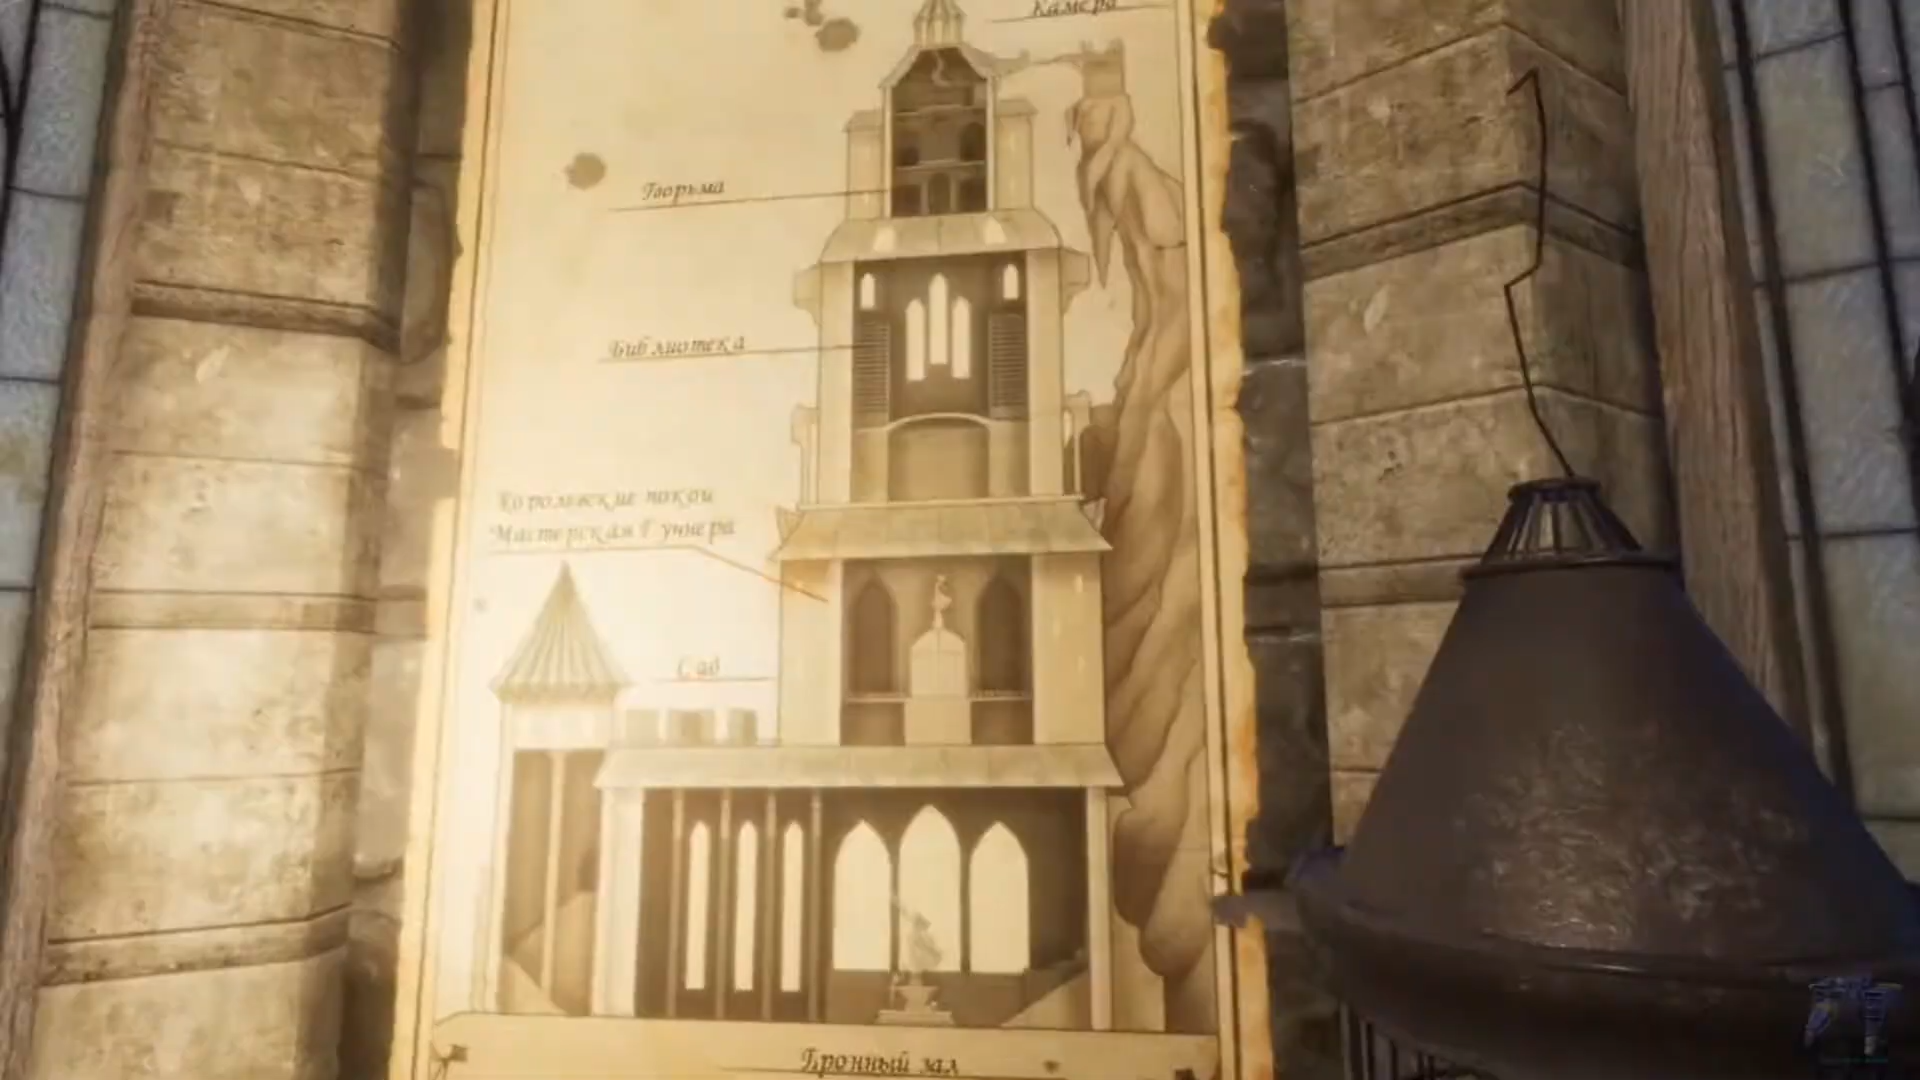 Камера
Тюрьма
Библиотека
Королевские покои
Мастерская Гуннера
Сад
Тронный зал